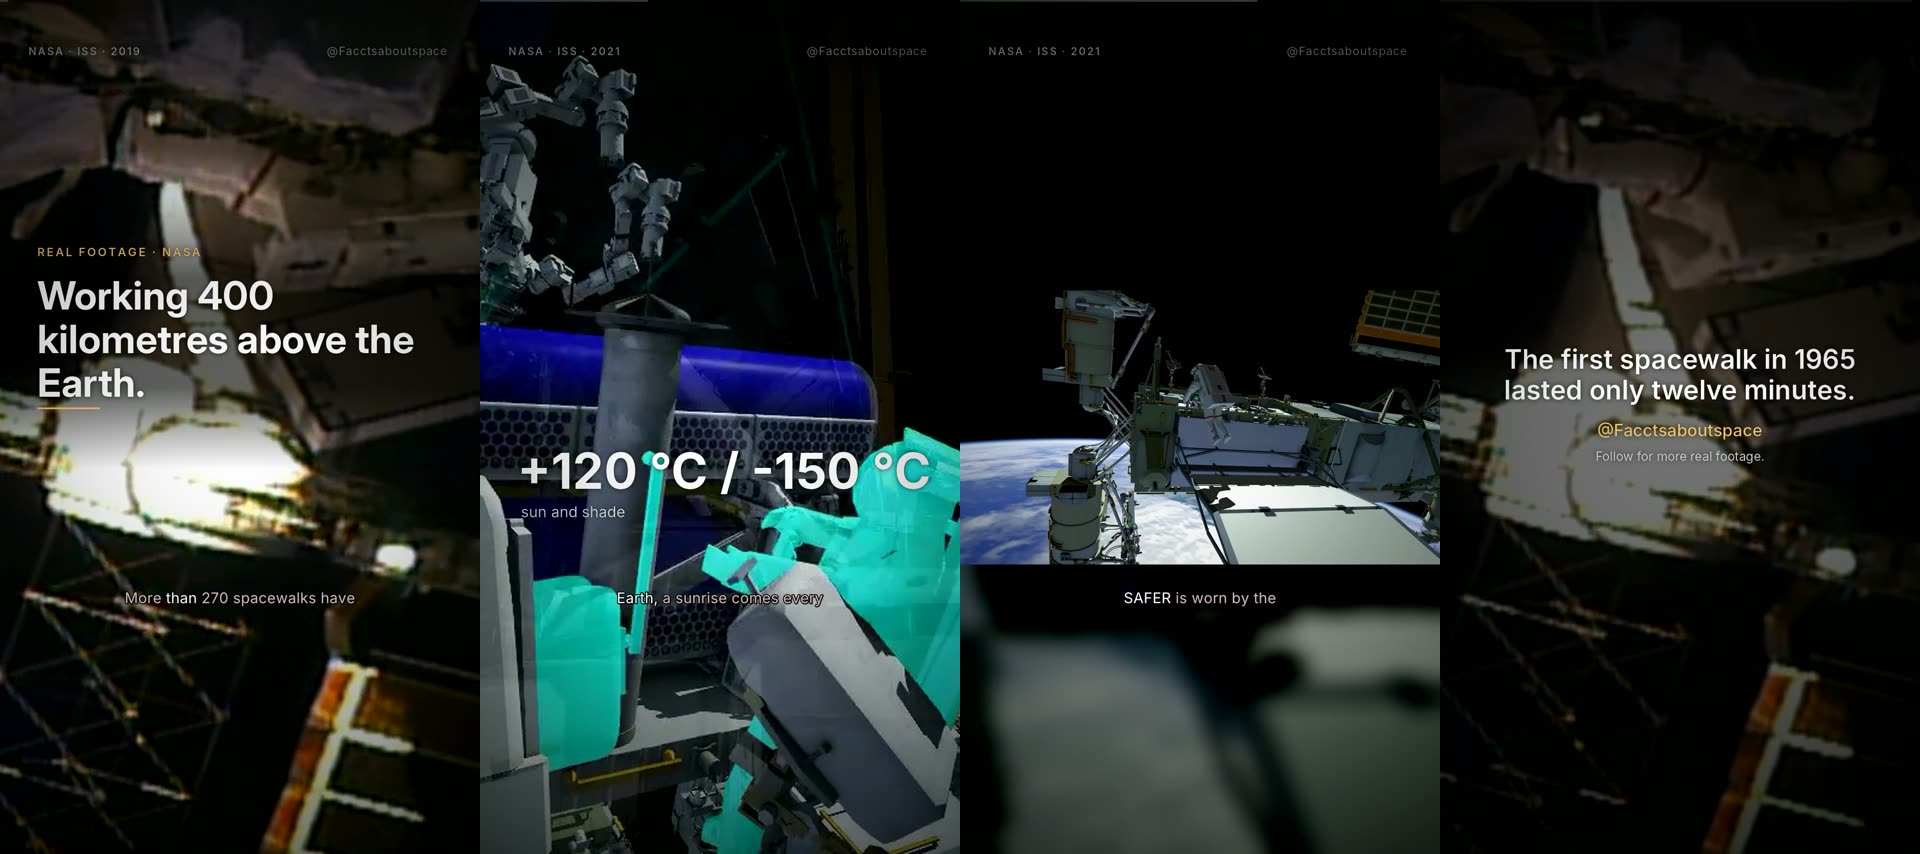 NASA · ISS · 2019
@Facctsaboutspace
REAL FOOTAGE · NASA
Working 400
kilometres above the
Earth.
More than 270 spacewalks have
NASA · ISS · 2021
@Facctsaboutspace
+120 °C / -150 °C
sun and shade
Earth, a sunrise comes every
NASA · ISS · 2021
@Facctsaboutspace
SAFER is worn by the
The first spacewalk in 1965
lasted only twelve minutes.
@Facctsaboutspace
Follow for more real footage.